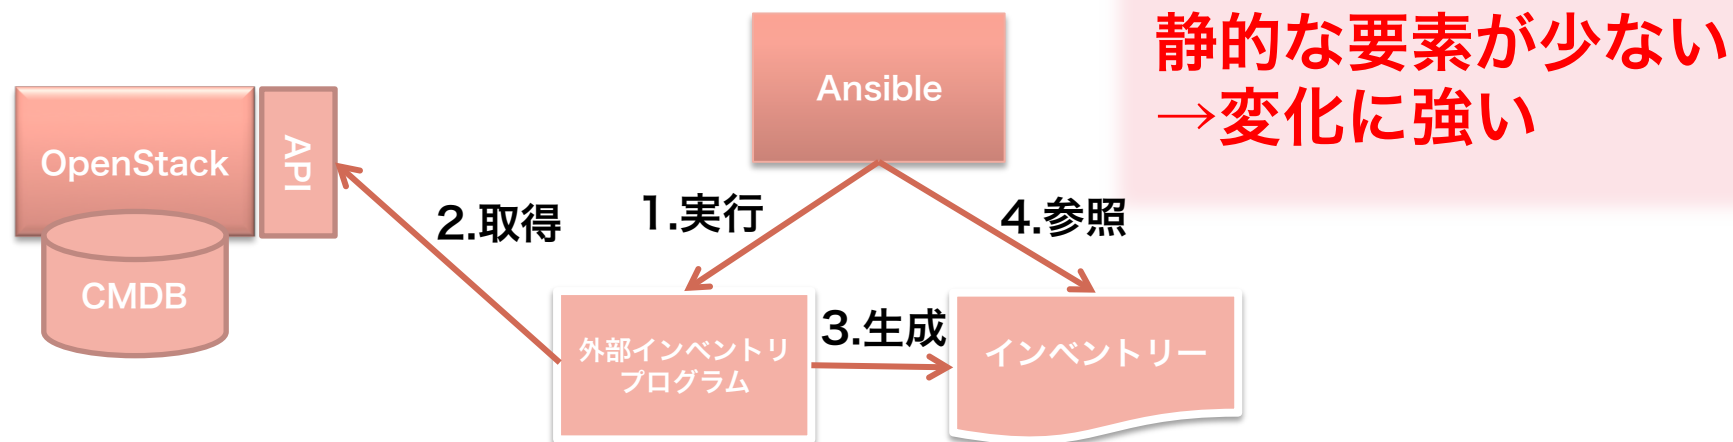 静的な要素が少ない
→変化に強い
Ansible
OpenStack
API
CMDB
1.実行
2.取得
4.参照
3.生成
外部インベントリ
プログラム
インベントリー